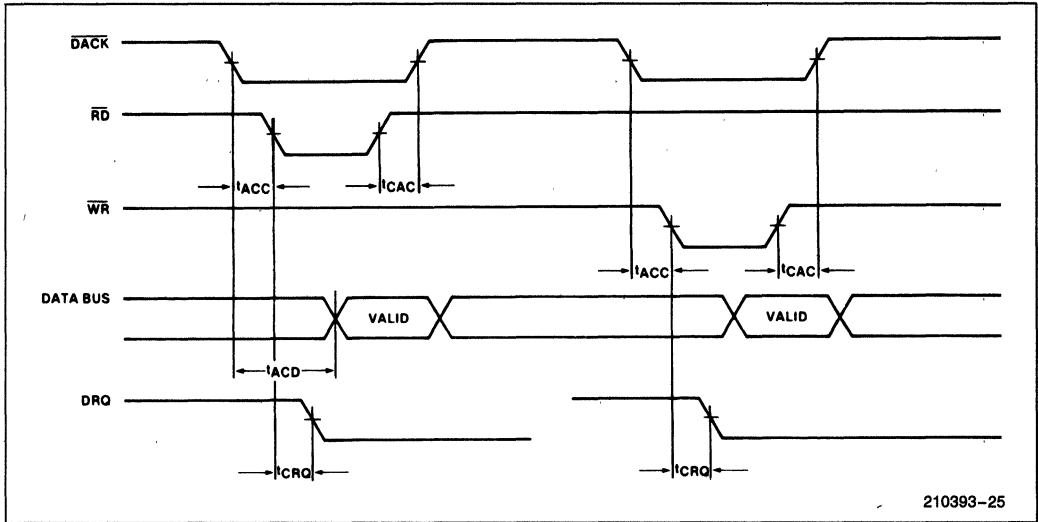 DACK
RD
tACC
tCAC
WR
tACC
tCAC
DATA BUS
VALID
VALID
tACD
DRQ
tCRQ
tCRQ
210393-25